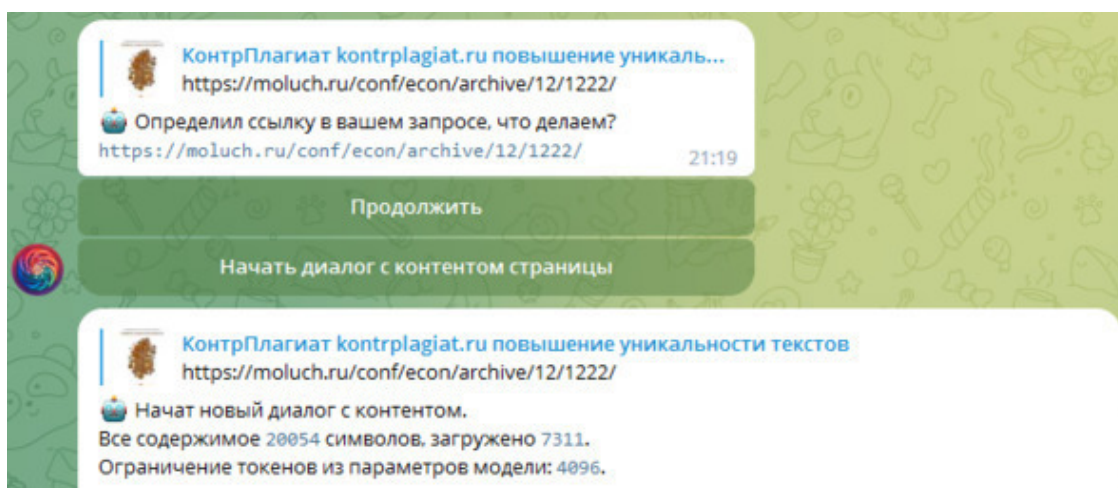 КонтрПлагиат kontrplagiat.ru повышение уникаль...
https://moluch.ru/conf/econ/archive/12/1222/
Определил ссылку в вашем запросе, что делаем?
https://moluch.ru/conf/econ/archive/12/1222/
21:19
Продолжить
Начать диалог с контентом страницы
КонтрПлагиат kontrplagiat.ru повышение уникальности текстов
https://moluch.ru/conf/econ/archive/12/1222/
Начат новый диалог с контентом.
Все содержимое 20054 символов, загружено 7311.
Ограничение токенов из параметров модели: 4096.